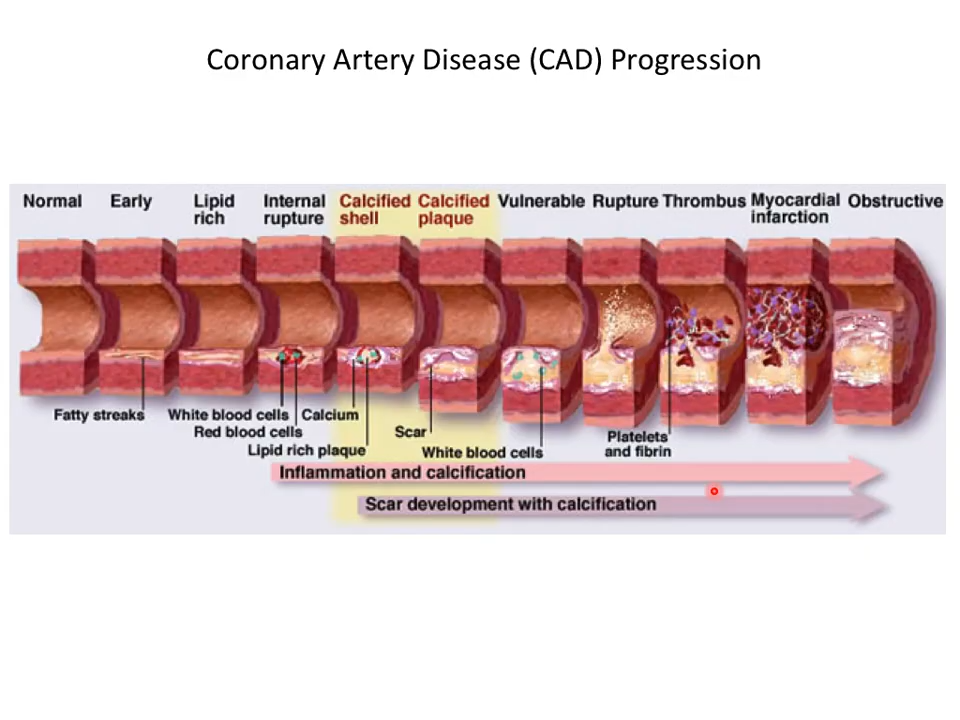 Coronary Artery Disease (CAD) Progression
Normal
Early
Lipid
rich
Internal
rupture
Calcified
shell
Calcified
plaque
Vulnerable
Rupture
Thrombus
Myocardial
infarction
Obstructive
Fatty streaks
White blood cells
Red blood cells
Calcium
Lipid rich plaque
Scar
White blood cells
Platelets
and fibrin
Inflammation and calcification
Scar development with calcification